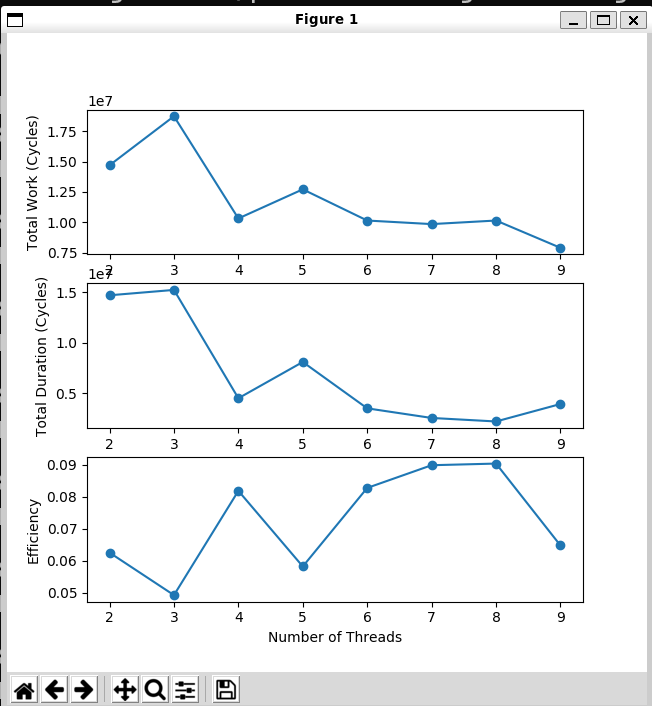 Figure 1
1e7
Total Work (Cycles)
1.75
1.50
1.25
1.00
0.75
2 3 4 5 6 7 8 9
1e7
Total Duration (Cycles)
1.5
1.0
0.5
2 3 4 5 6 7 8 9
Efficiency
0.09
0.08
0.07
0.06
0.05
2 3 4 5 6 7 8 9
Number of Threads